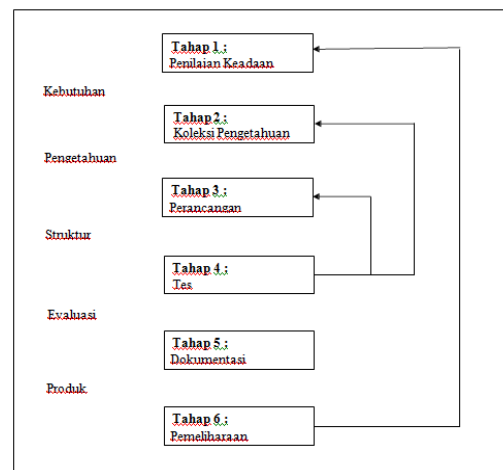 Tahap 1 :
Penilaian Keadaan
Kebutuhan
Tahap 2 :
Koleksi Pengetahuan
Pengetahuan
Tahap 3 :
Perancangan
Struktur
Tahap 4 :
Tes
Evaluasi
Tahap 5 :
Dokumentasi
Produk
Tahap 6 :
Pemeliharaan